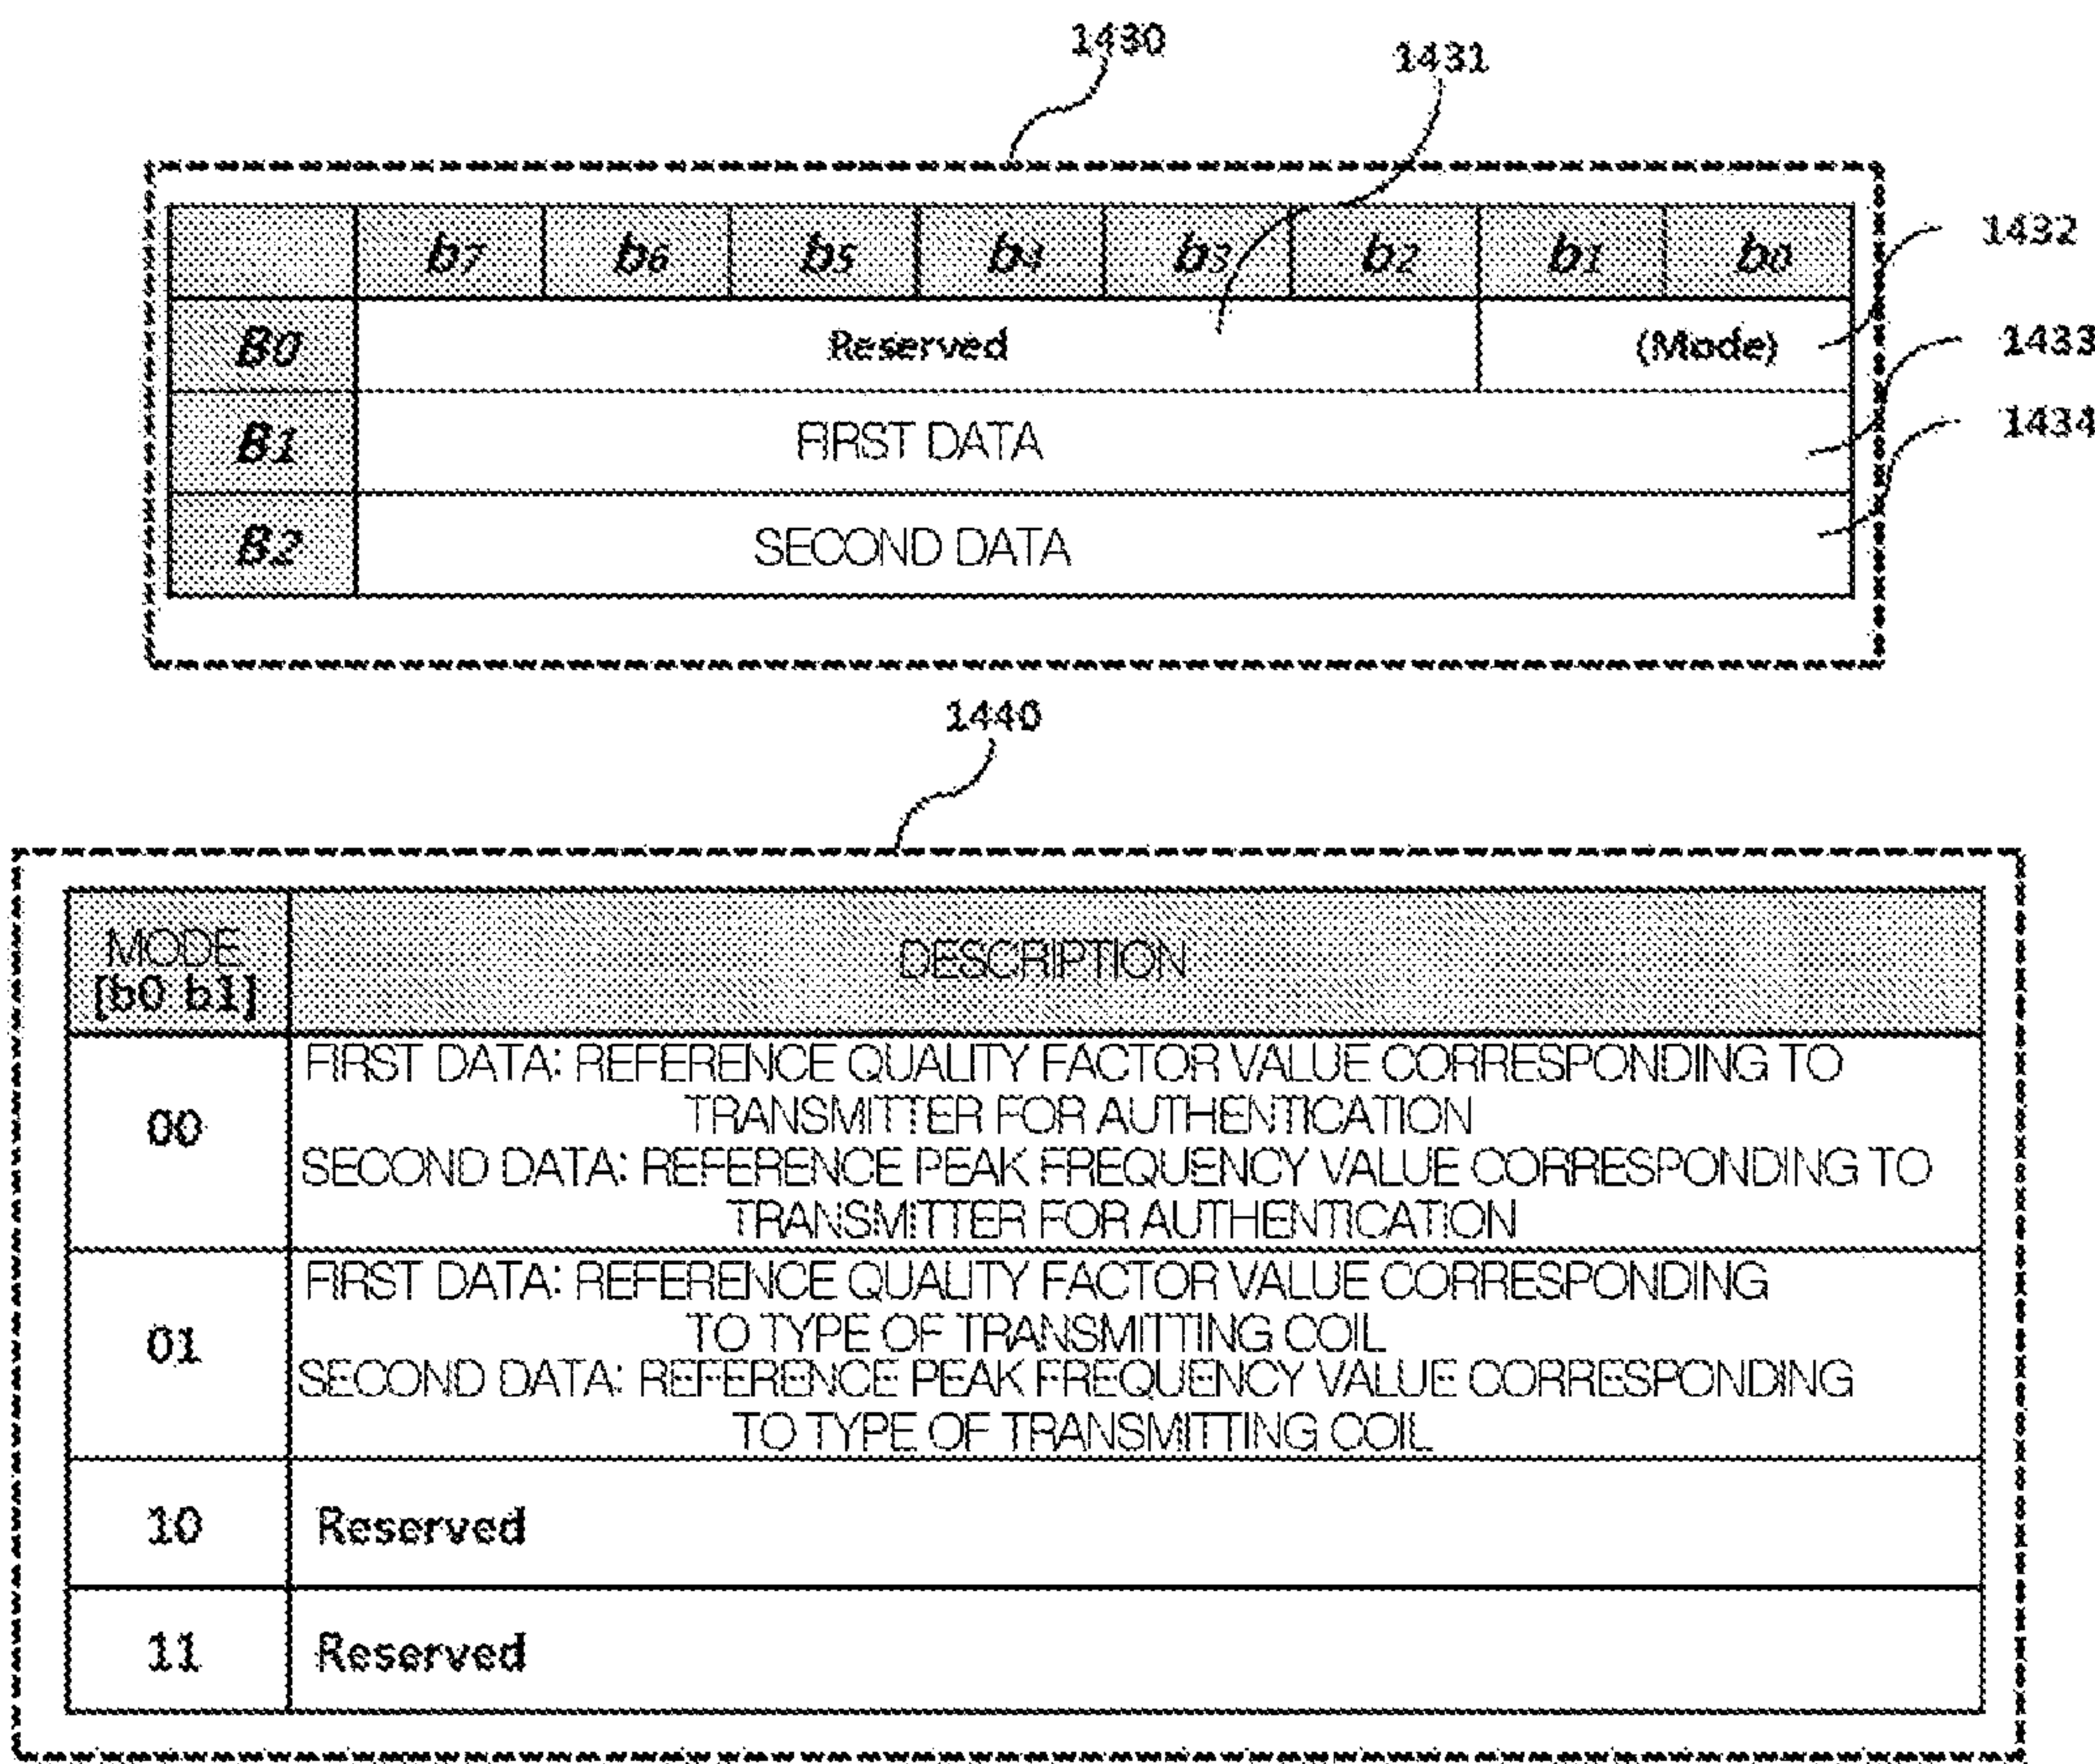 1430
1431
b7 b6 b5 b4 b3 b2 b1 b0
1432
B0 Reserved (Mode)
1433
B1 FIRST DATA
1434
B2 SECOND DATA
1440
MODE
[b0 b1]
DESCRIPTION
00
FIRST DATA: REFERENCE QUALITY FACTOR VALUE CORRESPONDING TO
TRANSMITTER FOR AUTHENTICATION
SECOND DATA: REFERENCE PEAK FREQUENCY VALUE CORRESPONDING TO
TRANSMITTER FOR AUTHENTICATION
01
FIRST DATA: REFERENCE QUALITY FACTOR VALUE CORRESPONDING
TO TYPE OF TRANSMITTING COIL
SECOND DATA: REFERENCE PEAK FREQUENCY VALUE CORRESPONDING
TO TYPE OF TRANSMITTING COIL
10 Reserved
11 Reserved